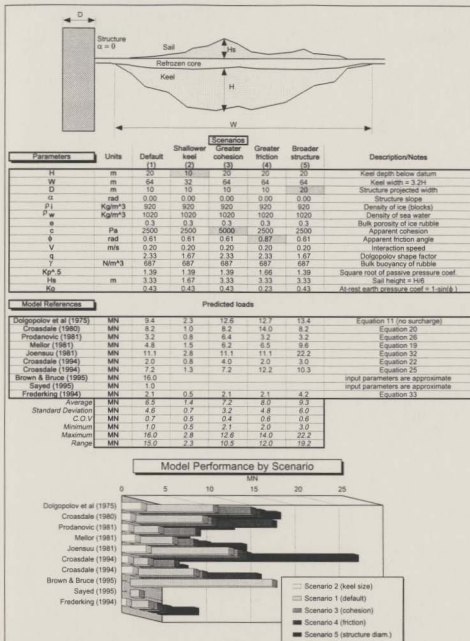 D
Structure
α = θ
Sail
Hs
Refrozen core
Keel
H
W
Scenarios
Parameters Units Default (1) Shallower keel (2) Greater cohesion (3) Greater friction (4) Broader structure (5) Description/Notes
H m 20 10 20 20 20 Keel depth below datum
W m 64 32 64 64 64 Keel width = 3.2H
D m 10 10 10 10 20 Structure projected width
α rad 0.00 0.00 0.00 0.00 0.00 Structure slope
ρi Kg/m^3 920 920 920 920 920 Density of ice (blocks)
ρw Kg/m^3 1020 1020 1020 1020 1020 Density of sea water
e 0.3 0.3 0.3 0.3 0.3 Bulk porosity of ice rubble
c Pa 2500 2500 5000 2500 2500 Apparent cohesion
ϕ rad 0.61 0.61 0.61 0.87 0.61 Apparent friction angle
V m/s 0.20 0.20 0.20 0.20 0.20 Interaction speed
q 2.33 1.67 2.33 2.33 1.67 Dolgopolov shape factor
γ N/m^3 687 687 687 687 687 Bulk buoyancy of rubble
Kp^.5 1.39 1.39 1.39 1.66 1.39 Square root of passive pressure coef.
Hs m 3.33 1.67 3.33 3.33 3.33 Sail height = H/6
Ko 0.43 0.43 0.43 0.23 0.43 At-rest earth pressure coef = 1-sin(ϕ)
Model References Predicted loads
Dolgopolov et al (1975) MN 9.4 2.3 12.6 12.7 13.4 Equation 11 (no surcharge)
Croasdale (1980) MN 8.2 1.0 8.2 14.0 8.2 Equation 20
Prodanovic (1981) MN 3.2 0.8 6.4 3.2 3.2 Equation 26
Mellor (1981) MN 4.8 1.5 6.2 6.5 9.6 Equation 19
Joensuu (1981) MN 11.1 2.8 11.1 11.1 22.2 Equation 32
Croasdale (1994) MN 2.0 0.8 4.0 2.0 3.0 Equation 22
Croasdale (1994) MN 7.2 1.3 7.2 12.2 10.3 Equation 25
Brown & Bruce (1995) MN 16.0 input parameters are approximate
Sayed (1995) MN 1.0 input parameters are approximate
Frederking (1994) MN 2.1 0.5 2.1 2.1 4.2 Equation 33
Average MN 6.5 1.4 7.2 8.0 9.3
Standard Deviation MN 4.6 0.7 3.2 4.8 6.0
C.O.V MN 0.7 0.5 0.4 0.6 0.6
Minimum MN 1.0 0.5 2.1 2.0 3.0
Maximum MN 16.0 2.8 12.6 14.0 22.2
Range MN 15.0 2.3 10.5 12.0 19.2
Model Performance by Scenario
MN
0 5 10 15 20 25
Dolgopolov et al (1975)
Croasdale (1980)
Prodanovic (1981)
Mellor (1981)
Joensuu (1981)
Croasdale (1994)
Croasdale (1994)
Brown & Bruce (1995)
Sayed (1995)
Frederking (1994)
Scenario 2 (keel size)
Scenario 1 (default)
Scenario 3 (cohesion)
Scenario 4 (friction)
Scenario 5 (structure diam.)